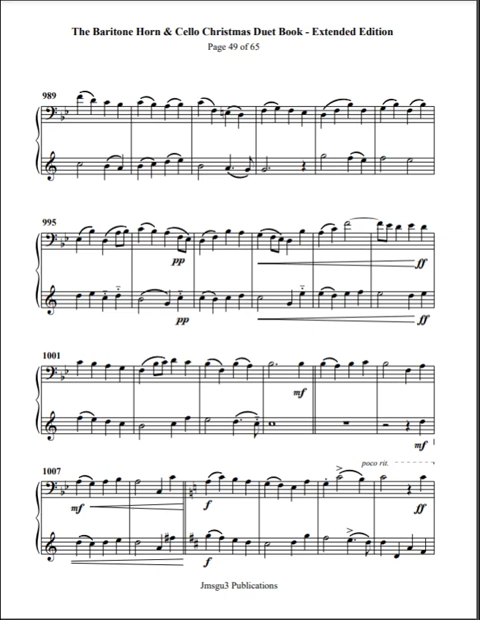 The Baritone Horn & Cello Christmas Duet Book - Extended Edition
Page 49 of 65
989
995
pp
ff
pp
ff
1001
mf
mf
1007
poco rit.
mf
f
ff
f
ff
Jmsgu3 Publications